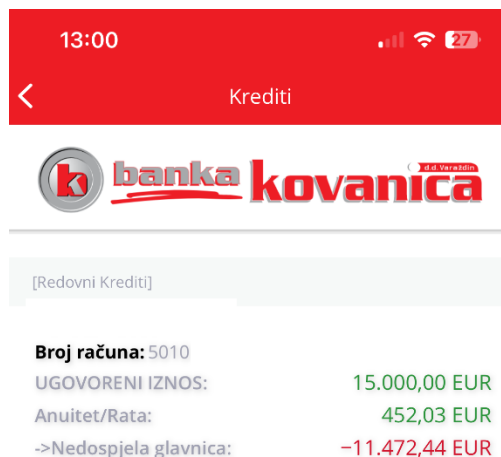 13:00 27
Krediti
k banka kovanica
d.d. Varaždin
[Redovni Krediti]
Broj računa: 5010
UGOVORENI IZNOS: 15.000,00 EUR
Anuitet/Rata: 452,03 EUR
->Nedospjela glavnica: −11.472,44 EUR